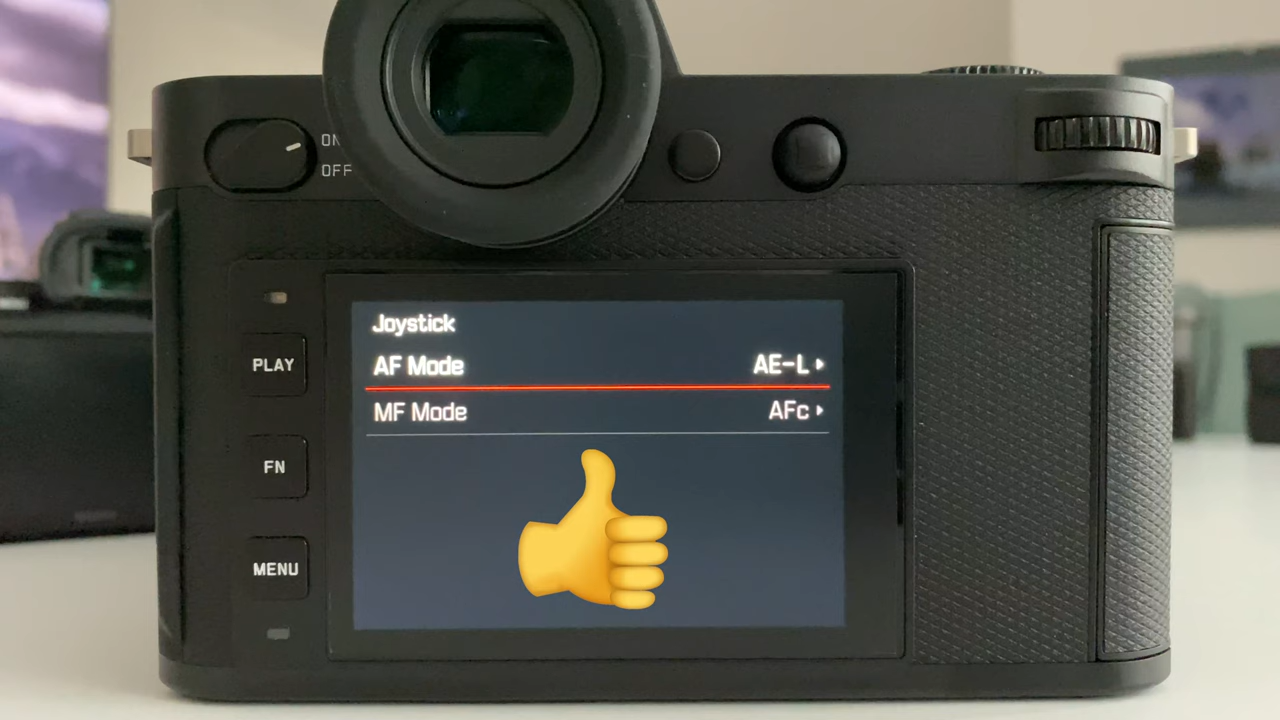 ON
OFF
PLAY
FN
MENU
Joystick
AF Mode AE-L
MF Mode AFc